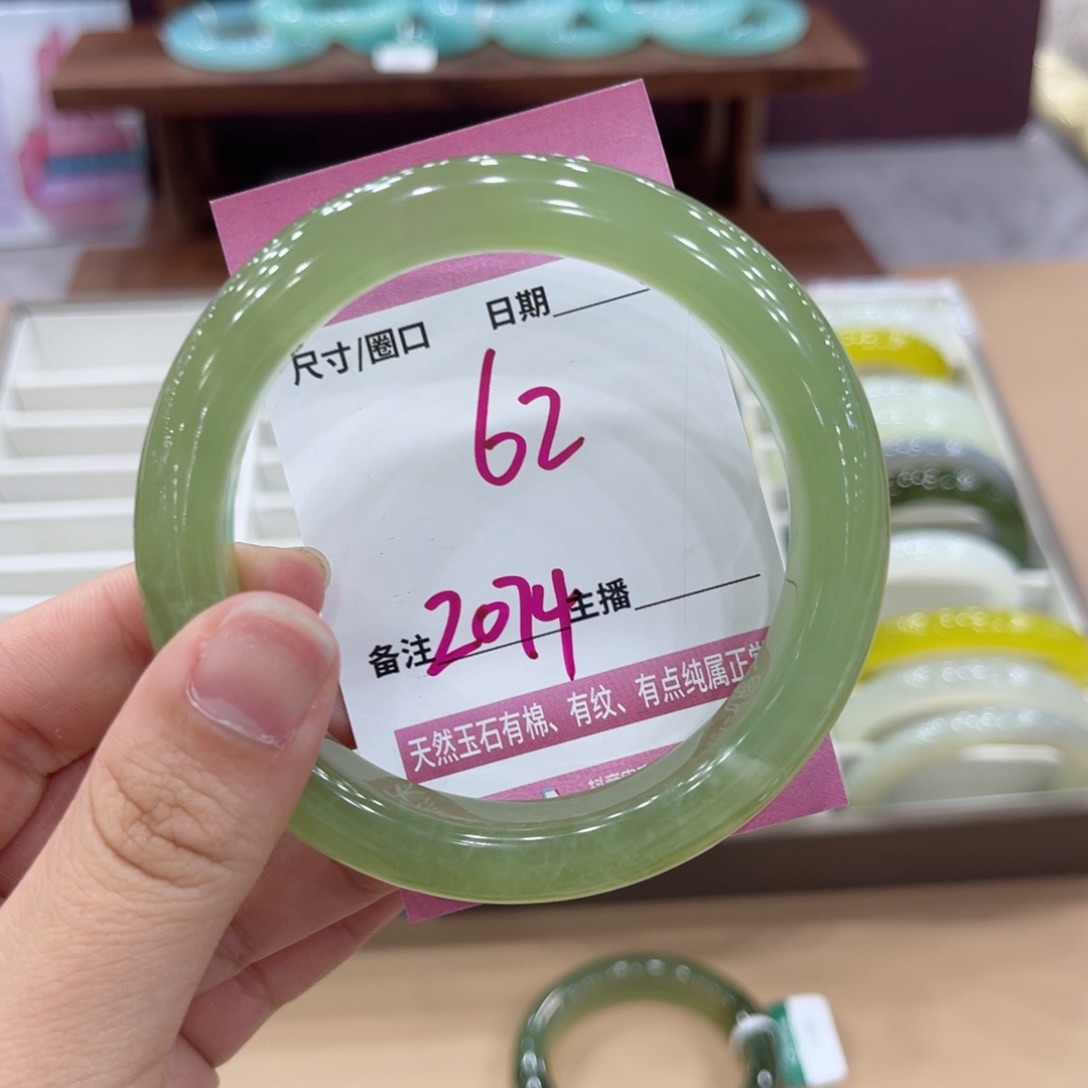 尺寸/圈口 日期
62
备注2074 主播
天然玉石有棉、有纹、有点纯属正常